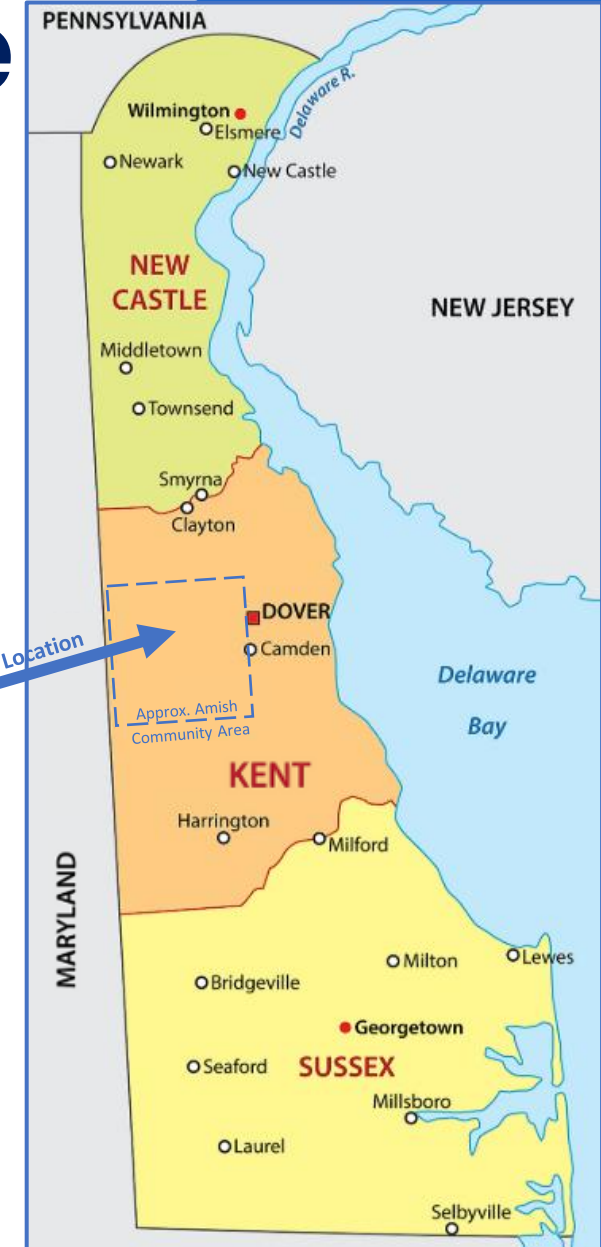 PENNSYLVANIA
e
Wilmington
Elsmere
Delaware R.
Newark
New Castle
NEW
CASTLE
NEW JERSEY
Middletown
Townsend
Smyrna
Clayton
DOVER
Camden
Location
Delaware
Bay
Approx. Amish
Community Area
KENT
Harrington
Milford
MARYLAND
Milton
Lewes
Bridgeville
Georgetown
Seaford
SUSSEX
Millsboro
Laurel
Selbyville